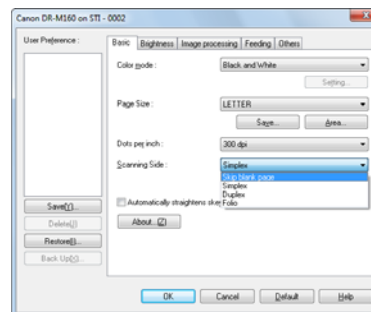 Canon DR-M160 on STI - 0002
User Preference :
Basic Brightness Image processing Feeding Others
Color mode : Black and White
Setting...
Page Size : LETTER
Save... Area...
Dots per inch : 300 dpi
Scanning Side : Simplex
Skip blank page
Simplex
Duplex
Folio
Automatically straightens ske
Save(Y)...
Delete(J)
About...(Z)
Restore(I)...
Back Up(K)...
OK Cancel Default Help